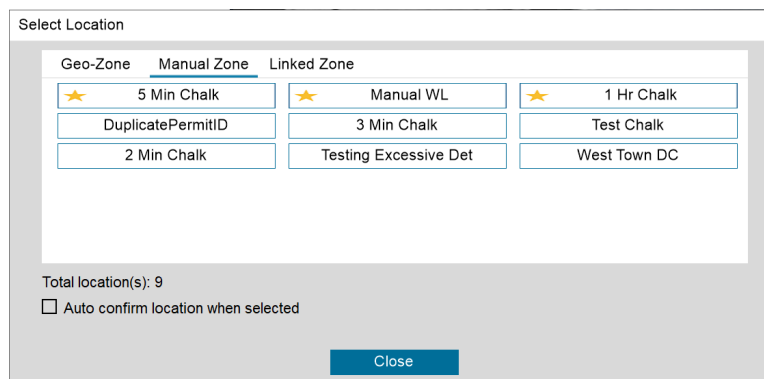 Select Location
Geo-Zone Manual Zone Linked Zone
5 Min Chalk Manual WL 1 Hr Chalk
DuplicatePermitID 3 Min Chalk Test Chalk
2 Min Chalk Testing Excessive Det West Town DC
Total location(s): 9
Auto confirm location when selected
Close